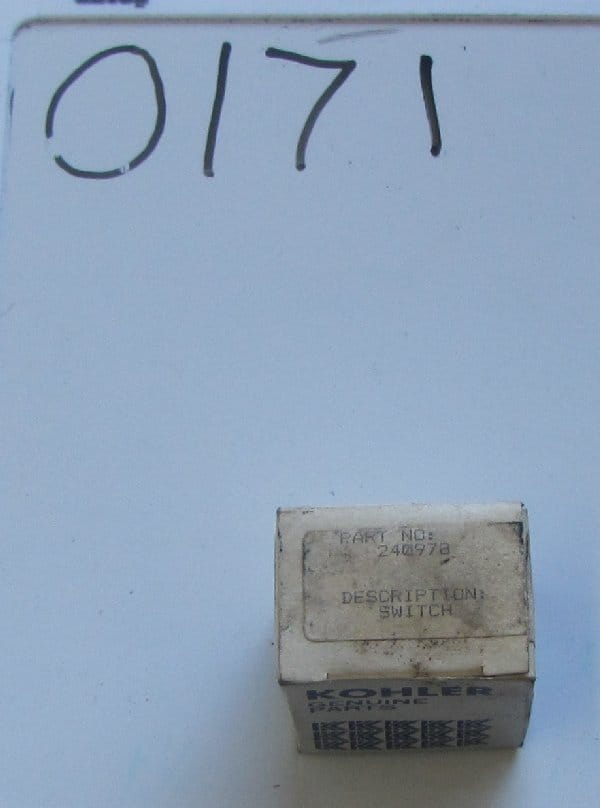 0171
PART NO:
240970
DESCRIPTION:
SWITCH
KOHLER
GENUINE
PARTS